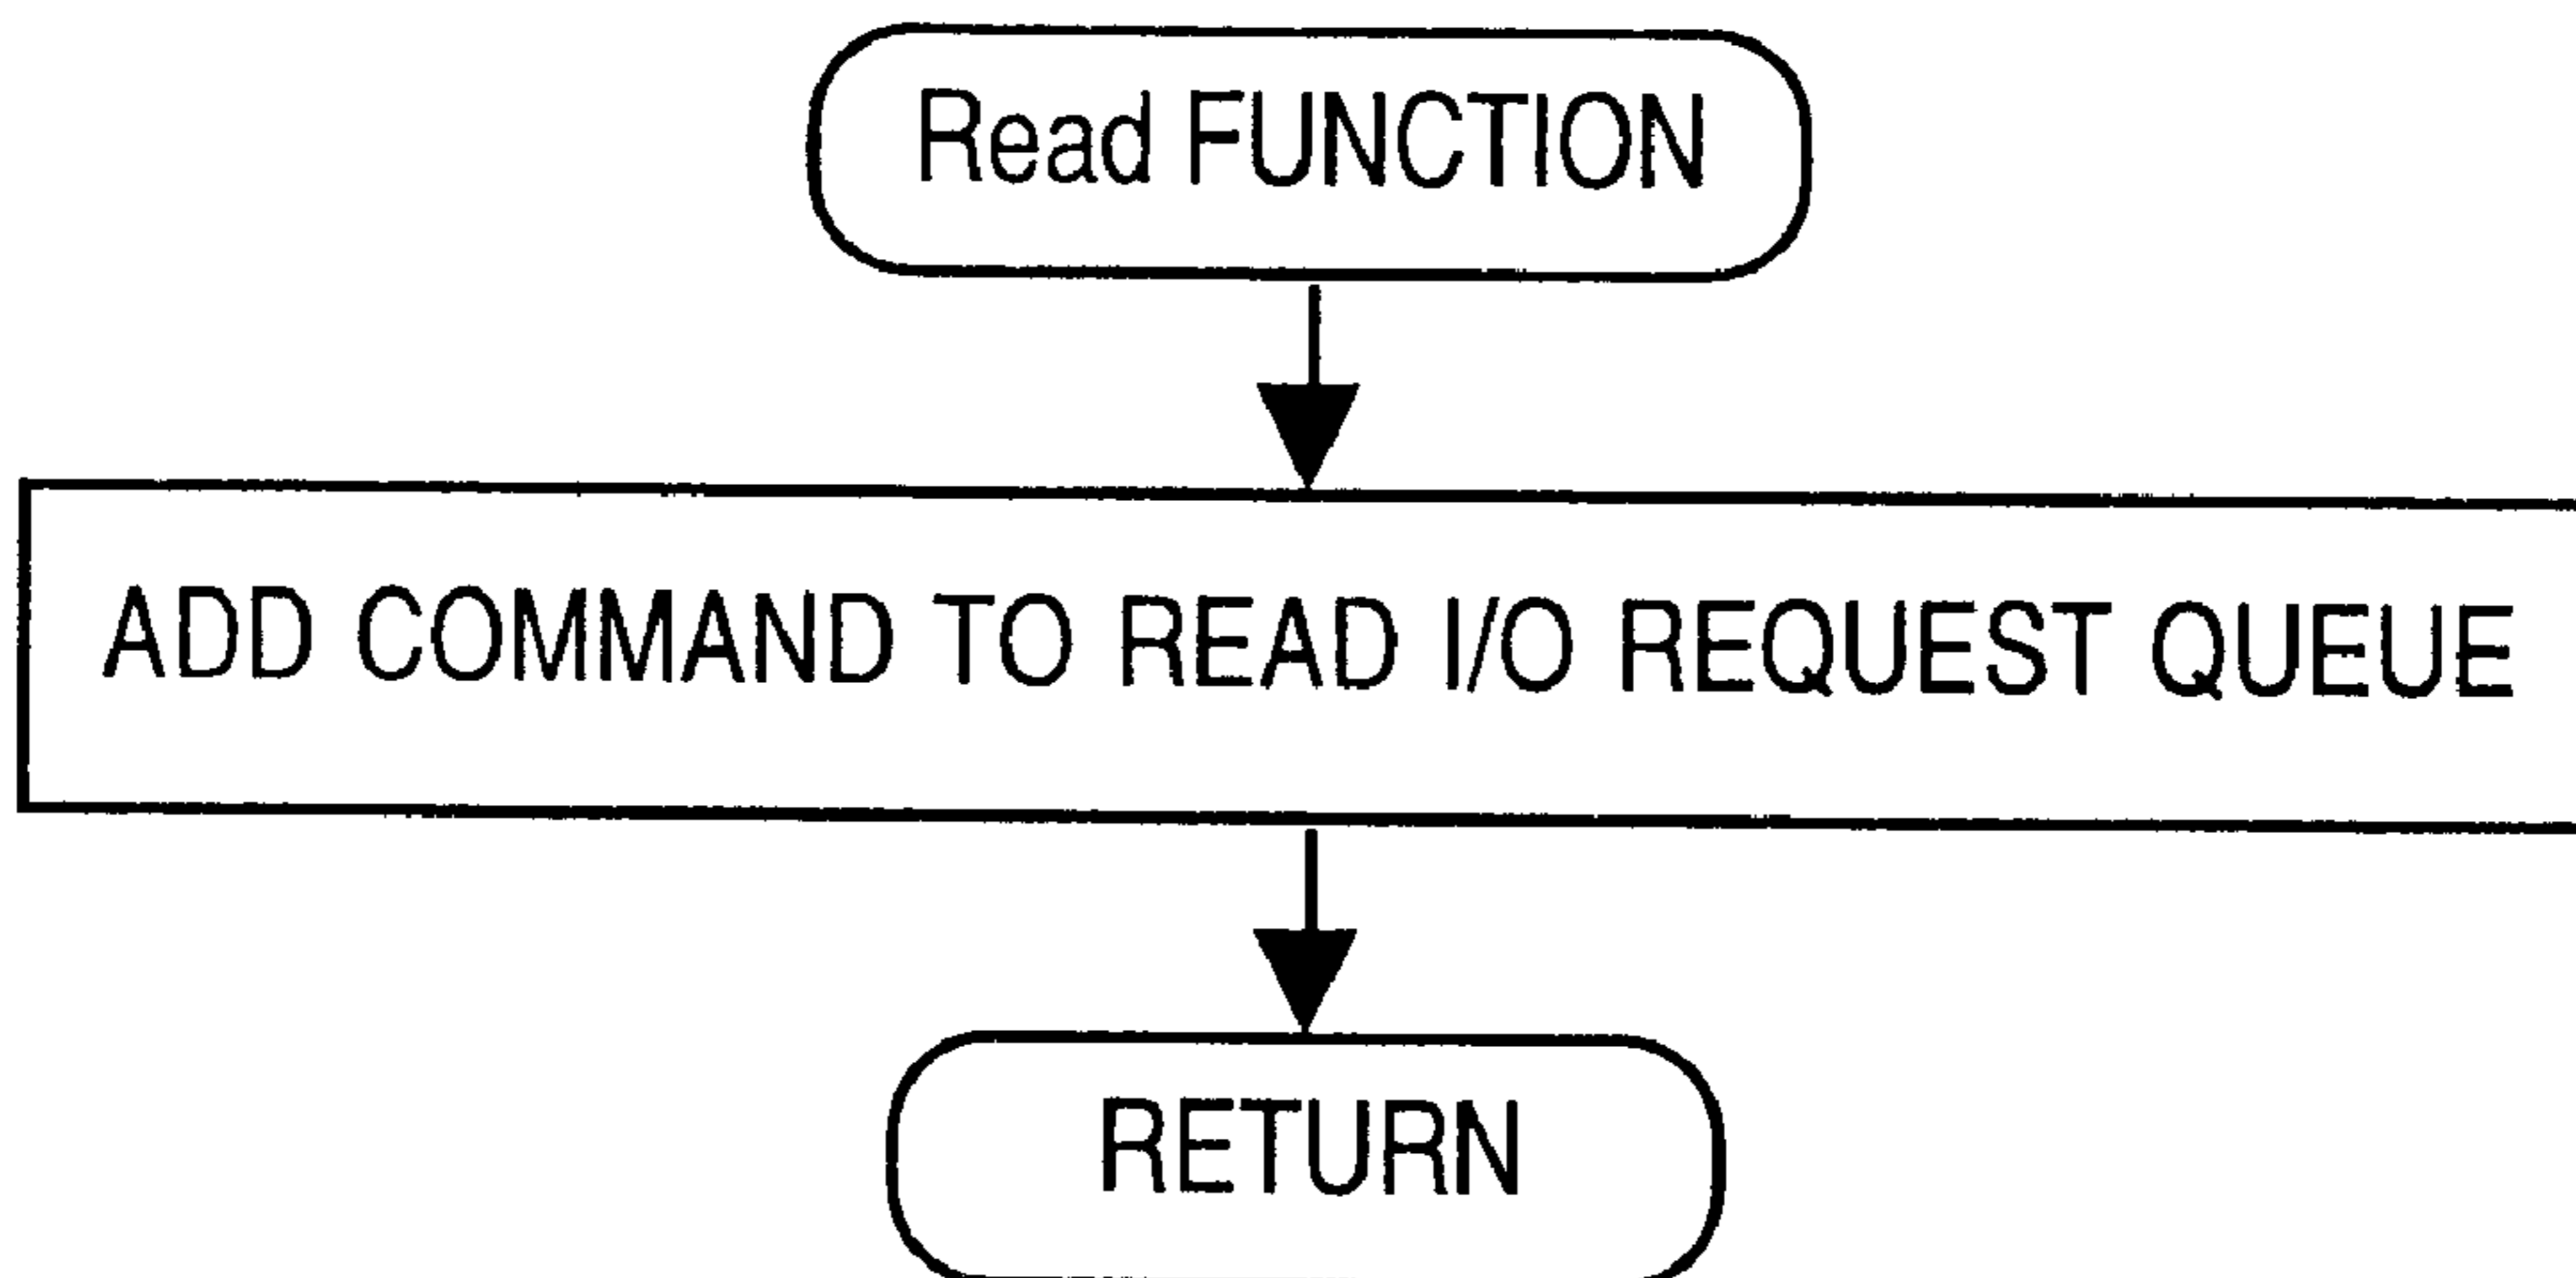 Read FUNCTION
ADD COMMAND TO READ I/O REQUEST QUEUE
RETURN